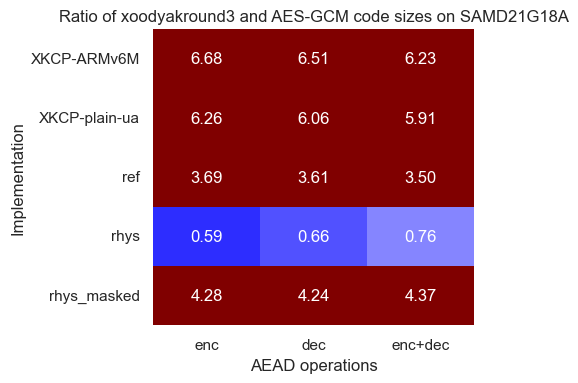 Ratio of xoodyakround3 and AES-GCM code sizes on SAMD21G18A
Implementation
XKCP-ARMv6M 6.68 6.51 6.23
XKCP-plain-ua 6.26 6.06 5.91
ref 3.69 3.61 3.50
rhys 0.59 0.66 0.76
rhys_masked 4.28 4.24 4.37
enc dec enc+dec
AEAD operations